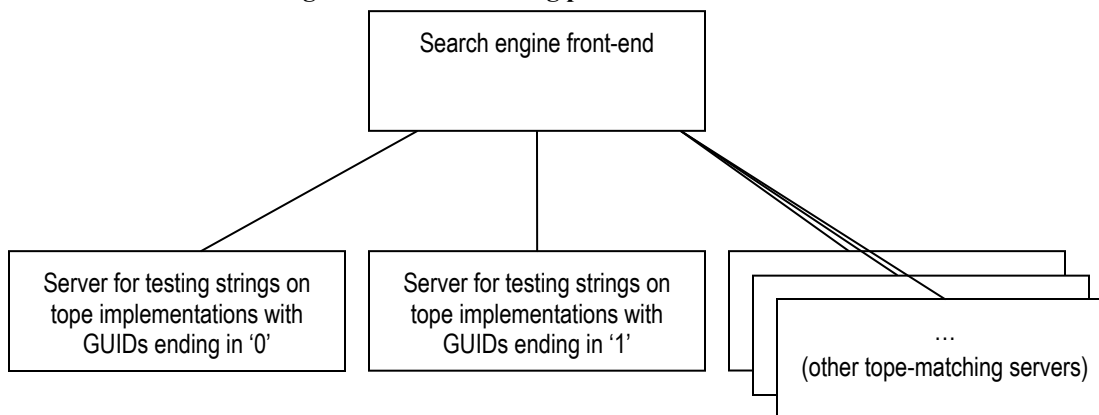 Search engine front-end
Server for testing strings on
tope implementations with
GUIDs ending in ‘0’
Server for testing strings on
tope implementations with
GUIDs ending in ‘1’
…
(other tope-matching servers)